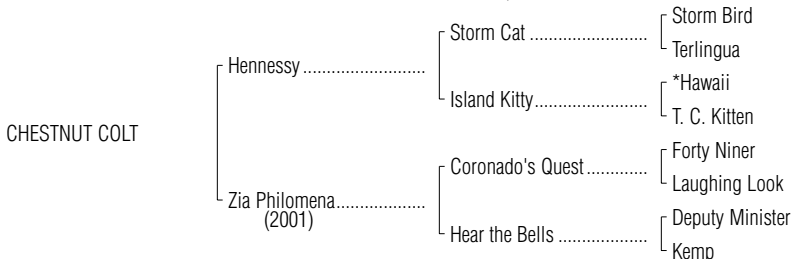 Storm Bird
Storm Cat ..........................
Terlingua
Hennessy ...........................
*Hawaii
Island Kitty.........................
T. C. Kitten
CHESTNUT COLT
Forty Niner
Coronado's Quest .............
Laughing Look
Zia Philomena....................
(2001)
Deputy Minister
Hear the Bells ....................
Kemp